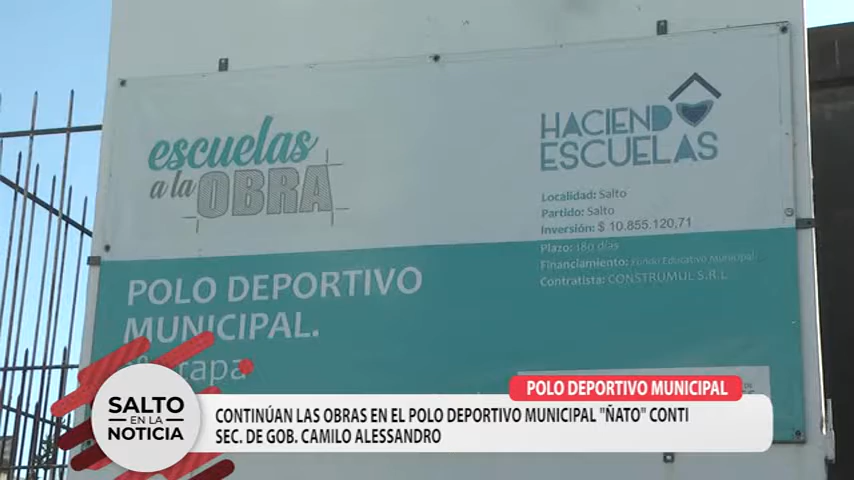 escuelas
a la
OBRA
HACIENDO
ESCUELAS
Localidad: Salto
Partido: Salto
Inversión: $ 10.855.120,71
Plazo: 180 días
Financiamiento: Fondo Educativo Municipal
Contratista: CONSTRUMUL S.R.L
POLO DEPORTIVO
MUNICIPAL.
POLO DEPORTIVO MUNICIPAL
SALTO
EN LA
NOTICIA
CONTINÚAN LAS OBRAS EN EL POLO DEPORTIVO MUNICIPAL "ÑATO" CONTI
SEC. DE GOB. CAMILO ALESSANDRO